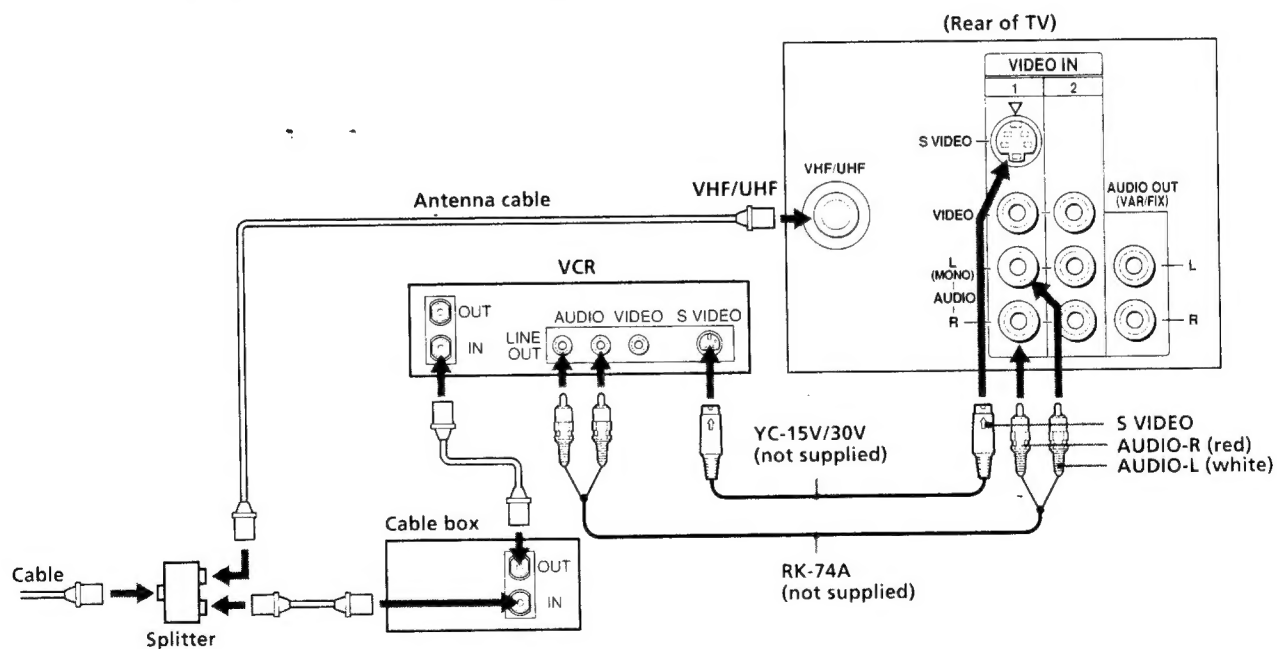 (Rear of TV)
VIDEO IN
1 2
S VIDEO
VHF/UHF
VHF/UHF
Antenna cable
AUDIO OUT
(VAR/FIX)
VIDEO
L
(MONO)
L
AUDIO
R
R
VCR
OUT
IN
AUDIO VIDEO S VIDEO
LINE
OUT
S VIDEO
AUDIO-R (red)
AUDIO-L (white)
YC-15V/30V
(not supplied)
Cable box
OUT
IN
RK-74A
(not supplied)
Cable
Splitter